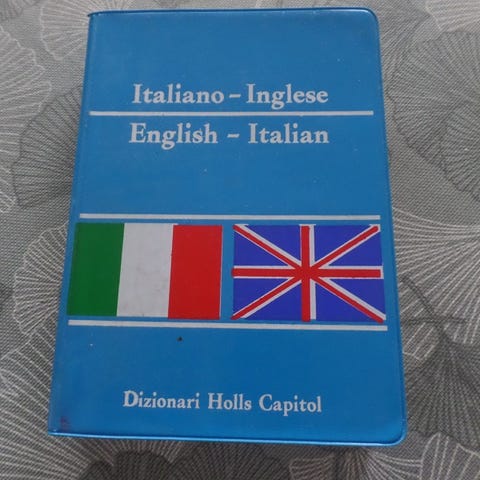 Italiano - Inglese
English - Italian
Dizionari Holls Capitol